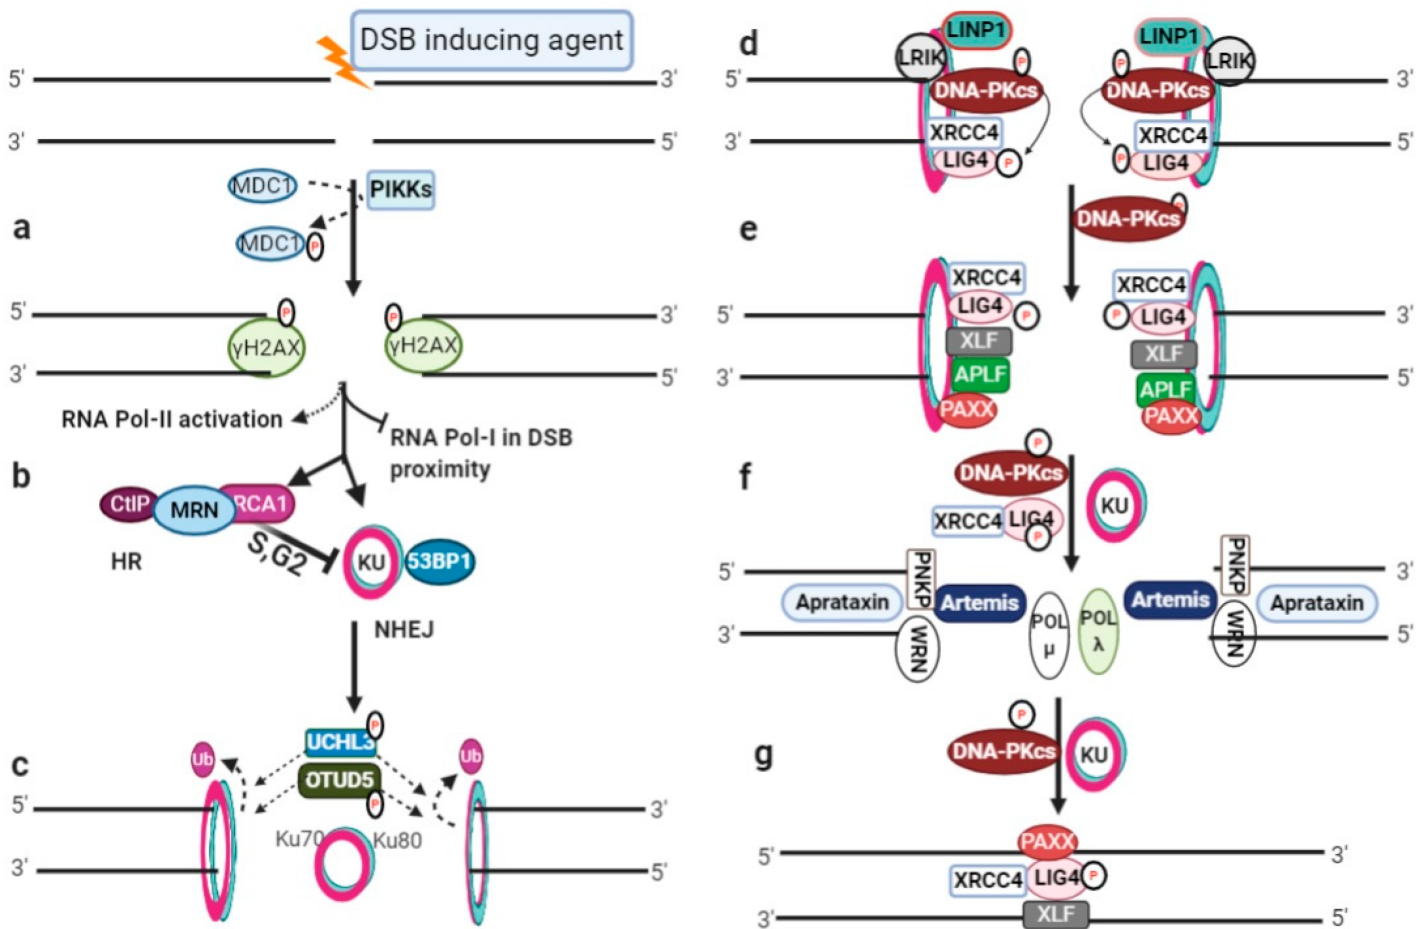 DSB inducing agent
5'
3'
3'
5'
MDC1
PIKKs
a
MDC1
P
5'
P
P
3'
γH2AX
γH2AX
3'
5'
RNA Pol-II activation
RNA Pol-I in DSB
proximity
b
CtIP
MRN
RCA1
S,G2
KU
53BP1
HR
NHEJ
c
Ub
UCHL3
P
Ub
OTUD5
P
5'
3'
Ku70
Ku80
3'
5'
d
LINP1
LINP1
LRIK
P
P
LRIK
5'
DNA-PKcs
DNA-PKcs
3'
XRCC4
XRCC4
3'
5'
LIG4
P
P
LIG4
DNA-PKcs
P
e
XRCC4
XRCC4
5'
LIG4
P
P
LIG4
3'
XLF
XLF
3'
APLF
APLF
5'
PAXX
PAXX
f
P
DNA-PKcs
KU
XRCC4
LIG4
P
5'
PNKP
PNKP
3'
Aprataxin
Artemis
Artemis
Aprataxin
3'
WRN
POL
μ
POL
λ
WRN
5'
g
P
DNA-PKcs
KU
5'
PAXX
3'
XRCC4
LIG4
P
3'
XLF
5'